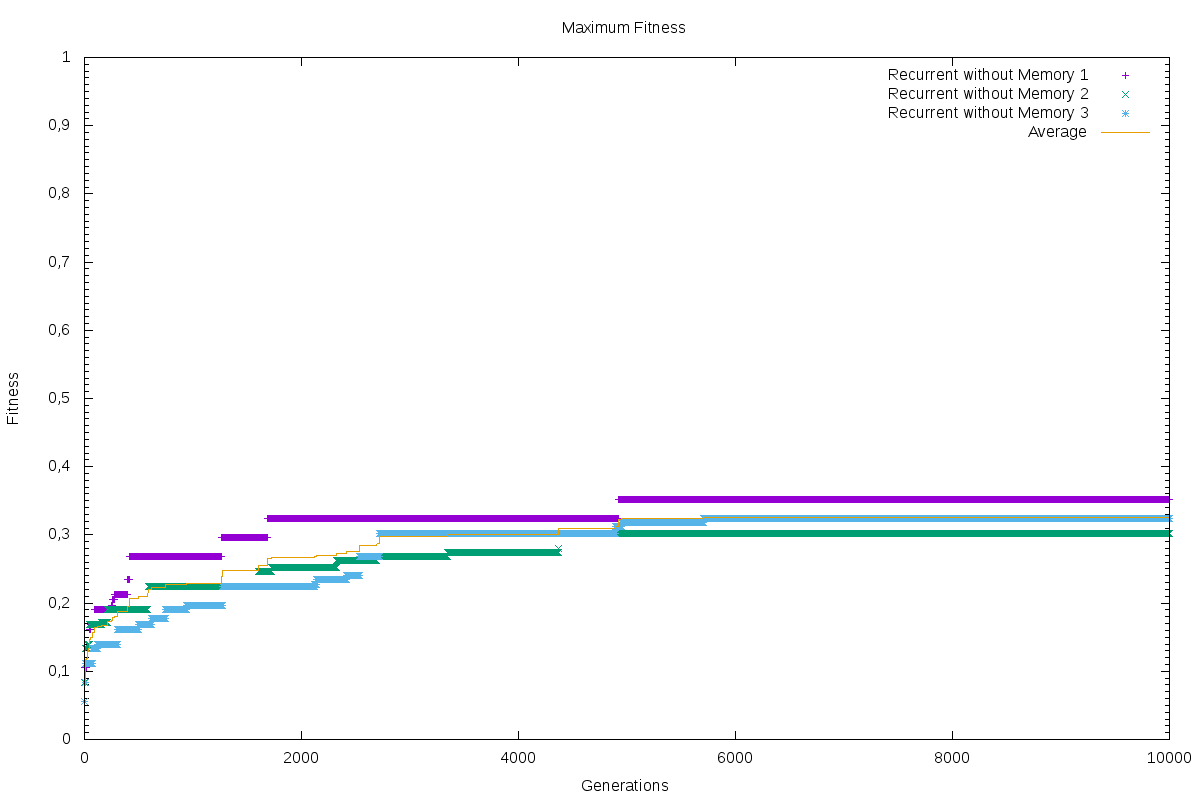 Maximum Fitness
1
0,9
0,8
0,7
0,6
0,5
0,4
0,3
0,2
0,1
0
Fitness
Recurrent without Memory 1
Recurrent without Memory 2
Recurrent without Memory 3
Average
0 2000 4000 6000 8000 10000
Generations